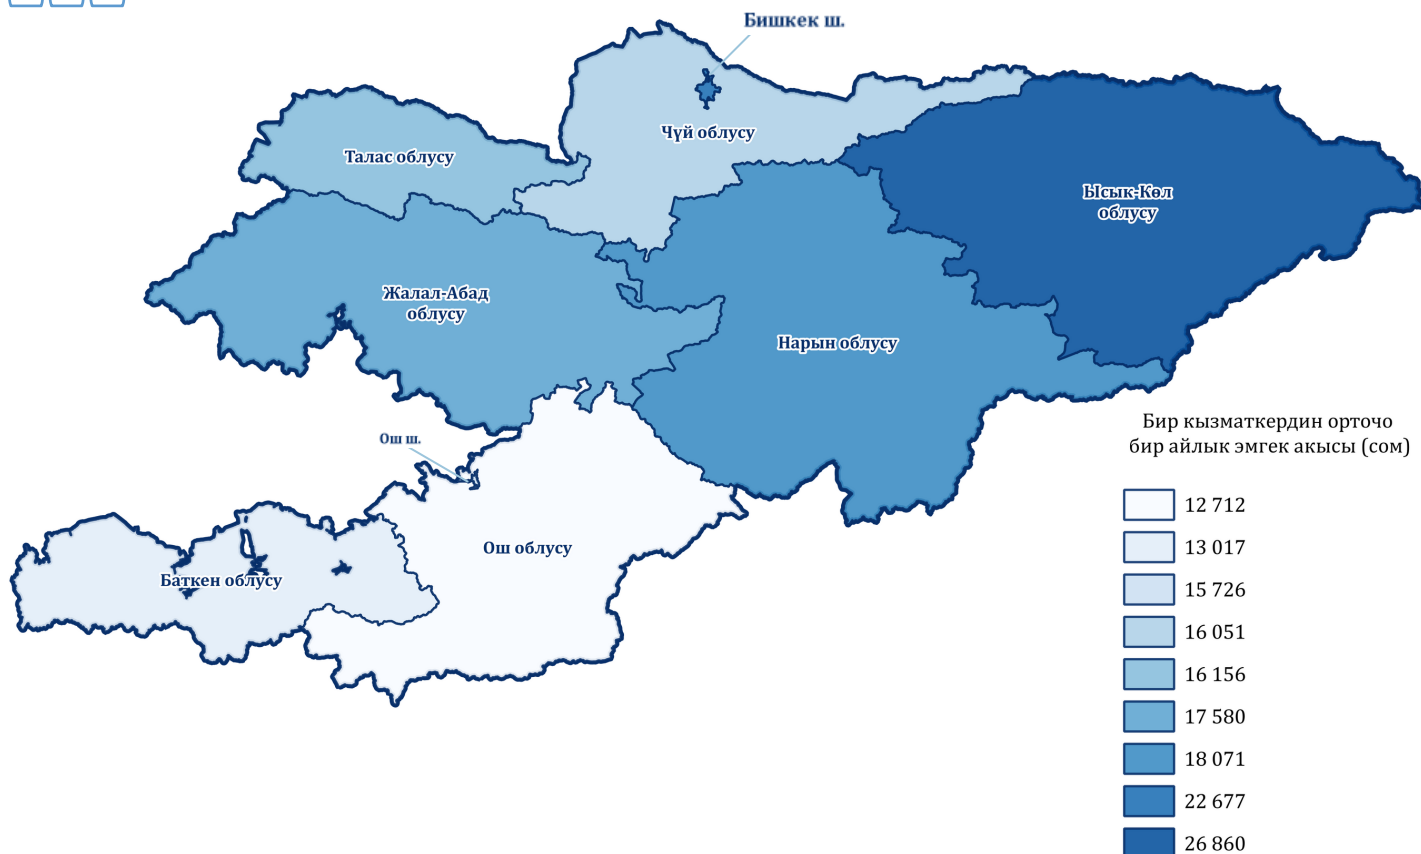 Бишкек ш.
Чүй облусу
Талас облусу
Ысык-Көл
облусу
Жалал-Абад
облусу
Нарын облусу
Бир кызматкердин орточо
бир айлык эмгек акысы (сом)
Ош ш.
Ош облусу
Баткен облусу
12 712
13 017
15 726
16 051
16 156
17 580
18 071
22 677
26 860